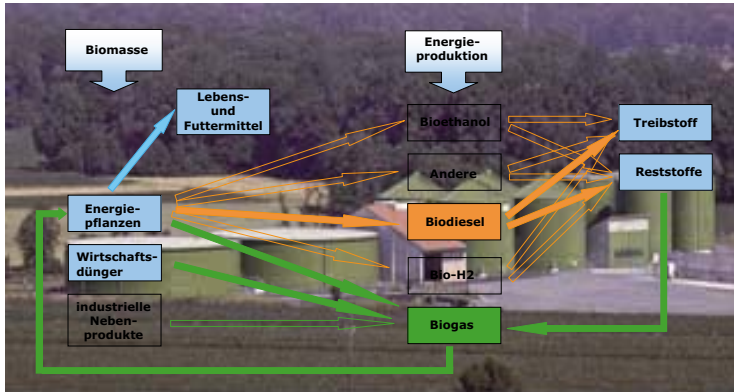 Biomasse
Energie-
produktion
Lebens-
und
Futtermittel
Bioethanol
Treibstoff
Andere
Reststoffe
Energie-
pflanzen
Biodiesel
Wirtschafts-
dünger
Bio-H2
industrielle
Neben-
produkte
Biogas